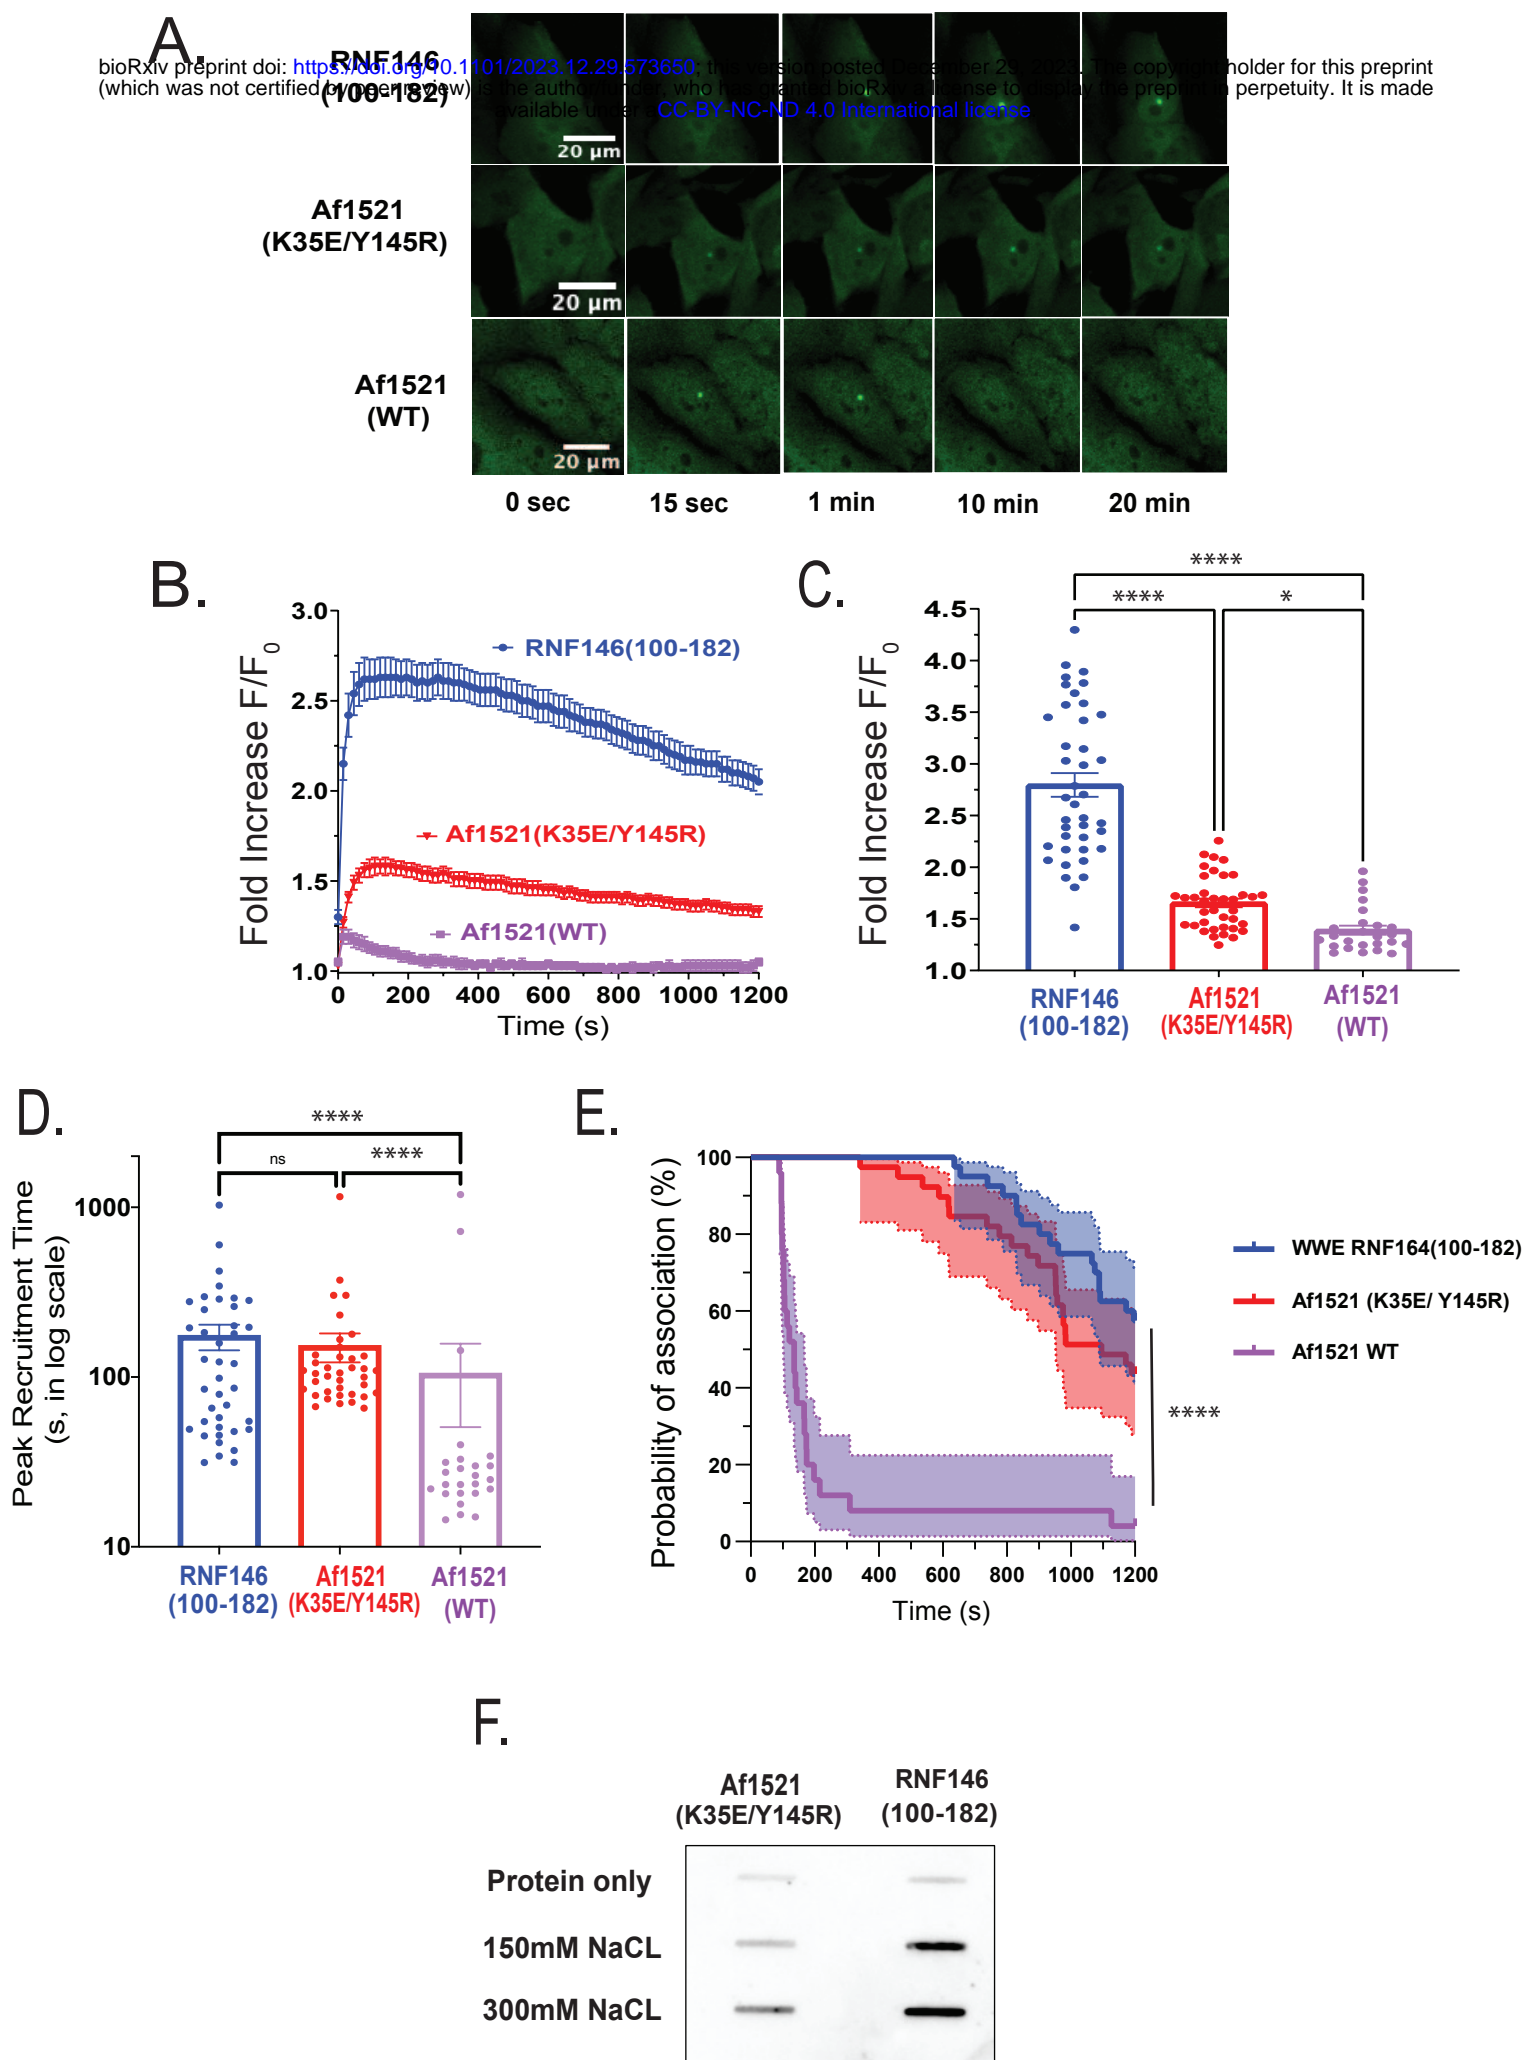 A.
RNF146
(100-182)
bioRxiv preprint doi: https://doi.org/10.1101/2023.12.29.573650; this version posted December 29, 2023. The copyright holder for this preprint
(which was not certified by peer review) is the author/funder, who has granted bioRxiv a license to display the preprint in perpetuity. It is made
available under a CC-BY-NC-ND 4.0 International license
20 µm
Af1521
(K35E/Y145R)
20 µm
Af1521
(WT)
20 µm
0 sec 15 sec 1 min 10 min 20 min
B.
Fold Increase F/F0
3.0
2.5
2.0
1.5
1.0
RNF146(100-182)
Af1521(K35E/Y145R)
Af1521(WT)
0 200 400 600 800 1000 1200
Time (s)
C.
****
**** *
Fold Increase F/F0
4.5
4.0
3.5
3.0
2.5
2.0
1.5
1.0
RNF146 Af1521 Af1521
(100-182) (K35E/Y145R) (WT)
D.
****
ns ****
Peak Recruitment Time
(s, in log scale)
1000
100
10
RNF146 Af1521 Af1521
(100-182) (K35E/Y145R) (WT)
E.
Probability of association (%)
100
80
60
40
20
0
0 200 400 600 800 1000 1200
Time (s)
****
WWE RNF164(100-182)
Af1521 (K35E/ Y145R)
Af1521 WT
F.
Af1521 RNF146
(K35E/Y145R) (100-182)
Protein only
150mM NaCL
300mM NaCL